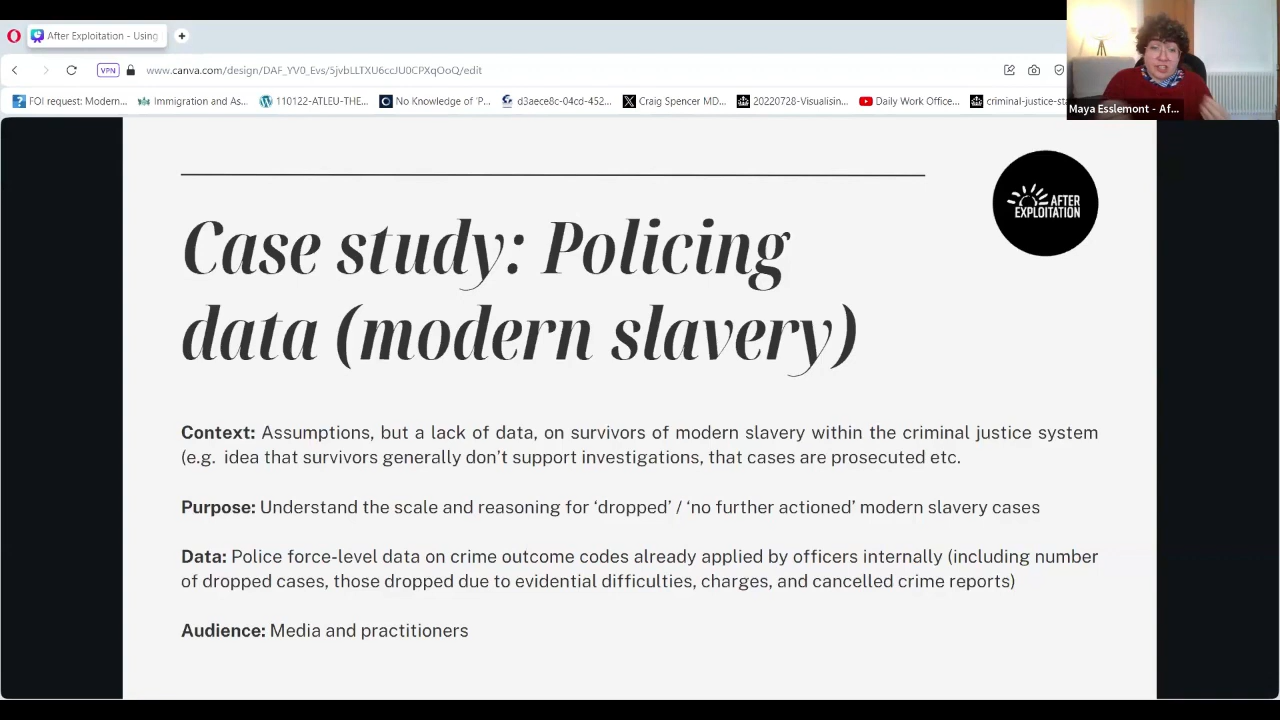 After Exploitation - Using
VPN
www.canva.com/design/DAF_YV0_Evs/5jvbLLTXU6ccJU0CPXqOoQ/edit
FOI request: Modern...
Immigration and As...
110122-ATLEU-THE...
No Knowledge of 'P...
d3aece8c-04cd-452...
Craig Spencer MD...
20220728-Visualisin...
Daily Work Office...
criminal-justice-sta
Maya Esslemont - Af...
AFTER
EXPLOITATION
Case study: Policing
data (modern slavery)
Context: Assumptions, but a lack of data, on survivors of modern slavery within the criminal justice system
(e.g. idea that survivors generally don't support investigations, that cases are prosecuted etc.
Purpose: Understand the scale and reasoning for 'dropped' / 'no further actioned' modern slavery cases
Data: Police force-level data on crime outcome codes already applied by officers internally (including number
of dropped cases, those dropped due to evidential difficulties, charges, and cancelled crime reports)
Audience: Media and practitioners